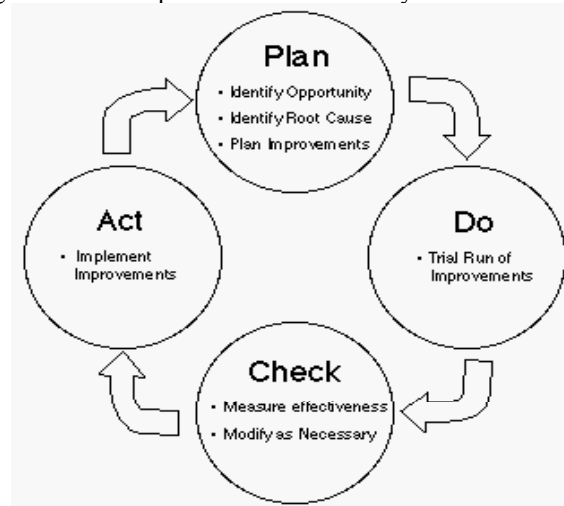 Plan
• Identify Opportunity
• Identify Root Cause
• Plan Improvements
Do
• Trial Run of
Improvements
Check
• Measure effectiveness
• Modify as Necessary
Act
• Implement
Improvements